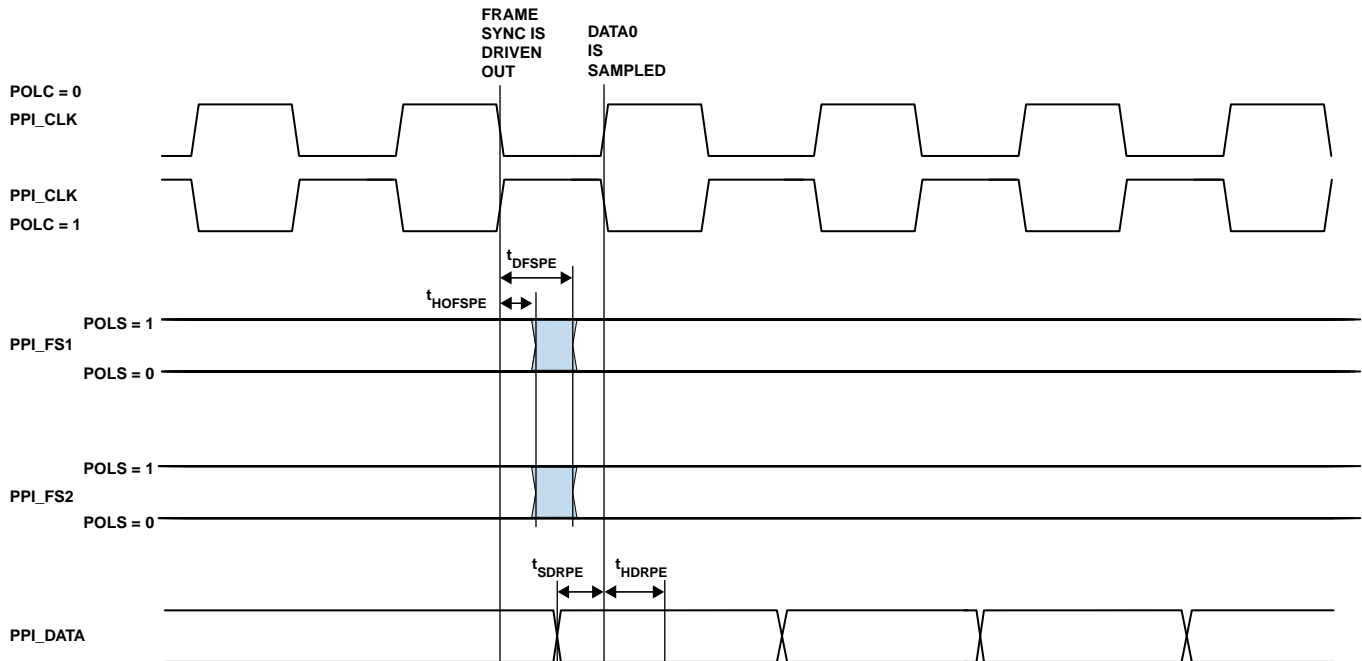 FRAME
SYNC IS
DRIVEN
OUT
DATA0
IS
SAMPLED
POLC = 0
PPI_CLK
PPI_CLK
POLC = 1
tDFSPE
tHOFSPE
POLS = 1
PPI_FS1
POLS = 0
POLS = 1
PPI_FS2
POLS = 0
tSDRPE
tHDRPE
PPI_DATA